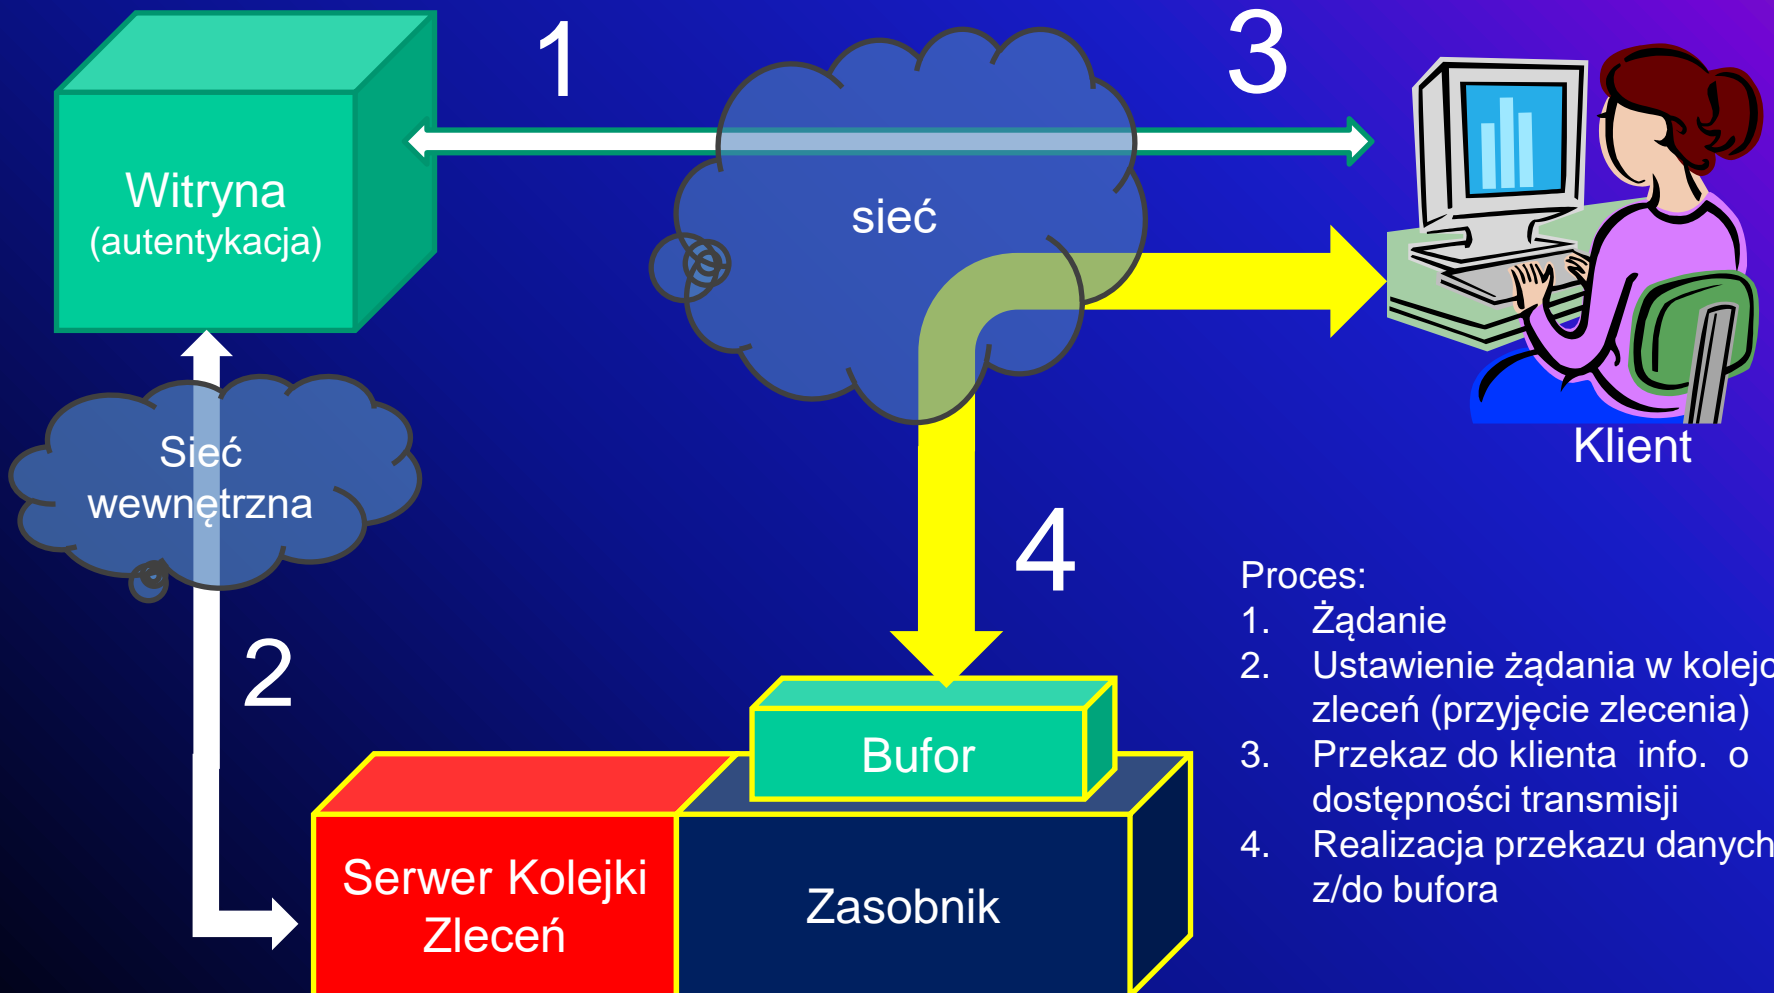 1
3
Witryna
(autentykacja)
sieć
Klient
Sieć
wewnętrzna
4
2
Proces:
1. Żądanie
2. Ustawienie żądania w kolejc
zleceń (przyjęcie zlecenia)
3. Przekaz do klienta info. o
dostępności transmisji
4. Realizacja przekazu danych
z/do bufora
Bufor
Serwer Kolejki
Zleceń
Zasobnik